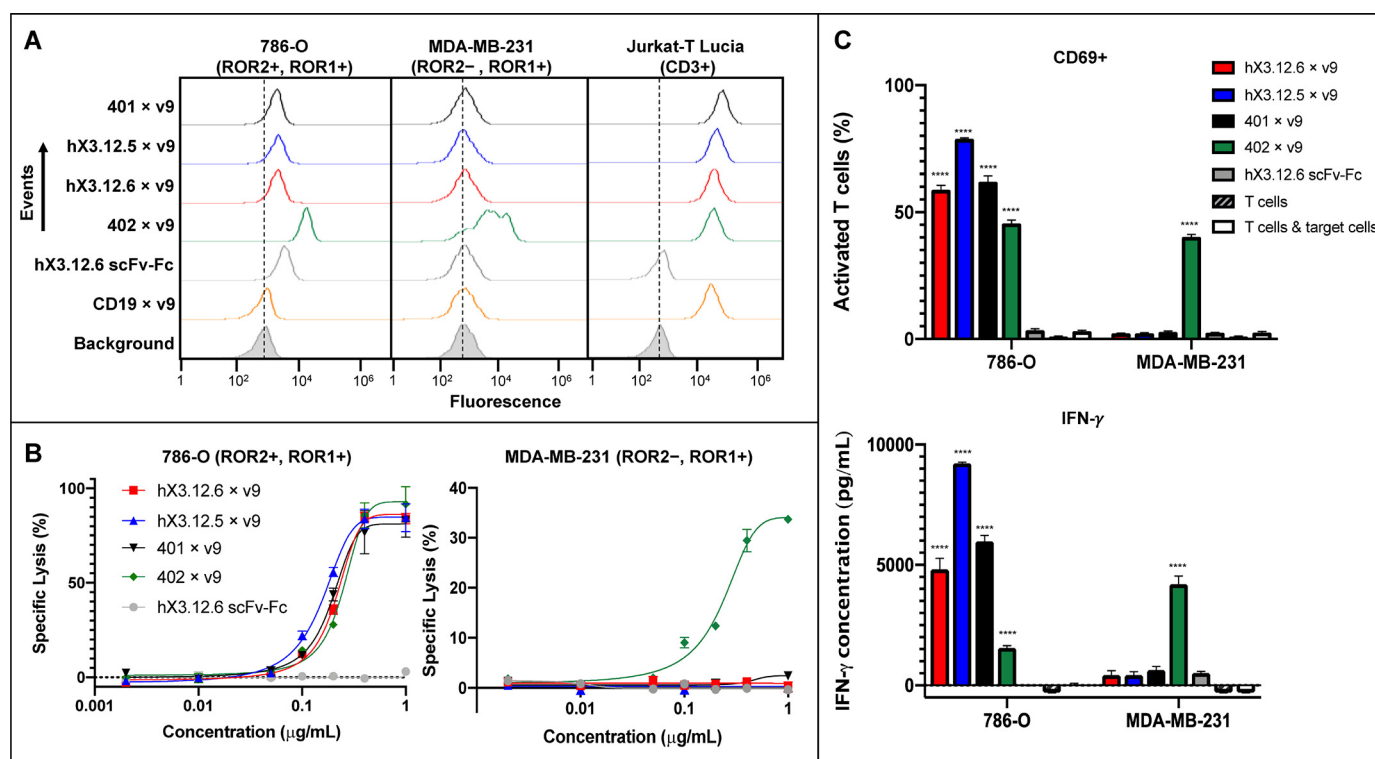 A
786-O
(ROR2+, ROR1+)
MDA-MB-231
(ROR2−, ROR1+)
Jurkat-T Lucia
(CD3+)
Events
401 × v9
hX3.12.5 × v9
hX3.12.6 × v9
402 × v9
hX3.12.6 scFv-Fc
CD19 × v9
Background
1 10² 10⁴ 10⁶ 1 10² 10⁴ 10⁶ 1 10² 10⁴ 10⁶
Fluorescence
B
786-O (ROR2+, ROR1+)
Specific Lysis (%)
100
50
0
hX3.12.6 × v9
hX3.12.5 × v9
401 × v9
402 × v9
hX3.12.6 scFv-Fc
0.001 0.01 0.1 1
Concentration (μg/mL)
MDA-MB-231 (ROR2−, ROR1+)
Specific Lysis (%)
40
30
20
10
0
0.01 0.1 1
Concentration (μg/mL)
C
CD69+
Activated T cells (%)
100
50
0
**** **** **** **** ****
786-O MDA-MB-231
hX3.12.6 × v9
hX3.12.5 × v9
401 × v9
402 × v9
hX3.12.6 scFv-Fc
T cells
T cells & target cells
IFN-γ
IFN-γ concentration (pg/mL)
10000
5000
0
**** **** **** **** ****
786-O MDA-MB-231